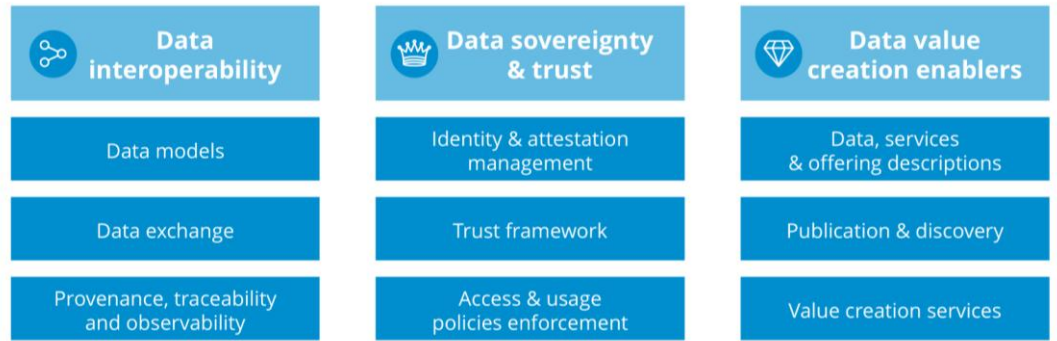 Data
interoperability
Data models
Data exchange
Provenance, traceability
and observability
Data sovereignty
& trust
Identity & attestation
management
Trust framework
Access & usage
policies enforcement
Data value
creation enablers
Data, services
& offering descriptions
Publication & discovery
Value creation services